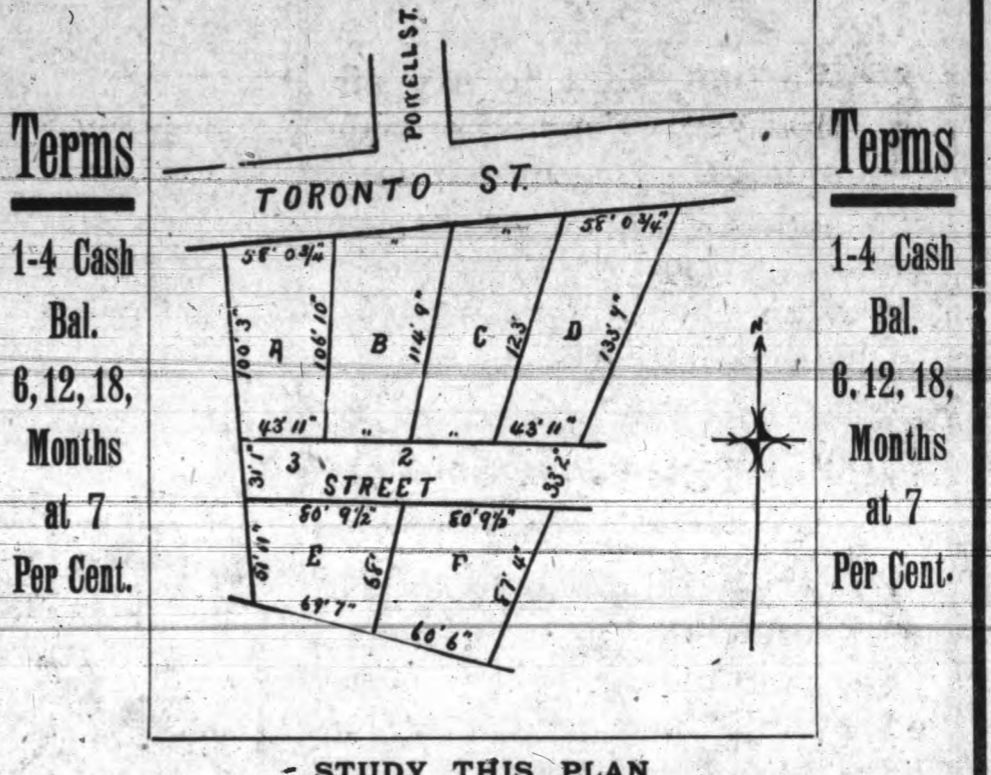 Terms
1-4 Cash
Bal.
6, 12, 18,
Months
at 7
Per Cent.
POWELL ST.
TORONTO ST.
58' 0 3/4" " " 58' 0 3/4"
100' 3" A 106' 10" B 114' 9" C 123' D 133' 9"
43' 11" " " 43' 11"
31' 1" 3 2 33' 2"
STREET
80' 9 1/2" 80' 9 1/2"
E 68' F 87' 4"
69' 7"
60' 6"
N
Terms
1-4 Cash
Bal.
6, 12, 18,
Months
at 7
Per Cent.
- STUDY THIS PLAN